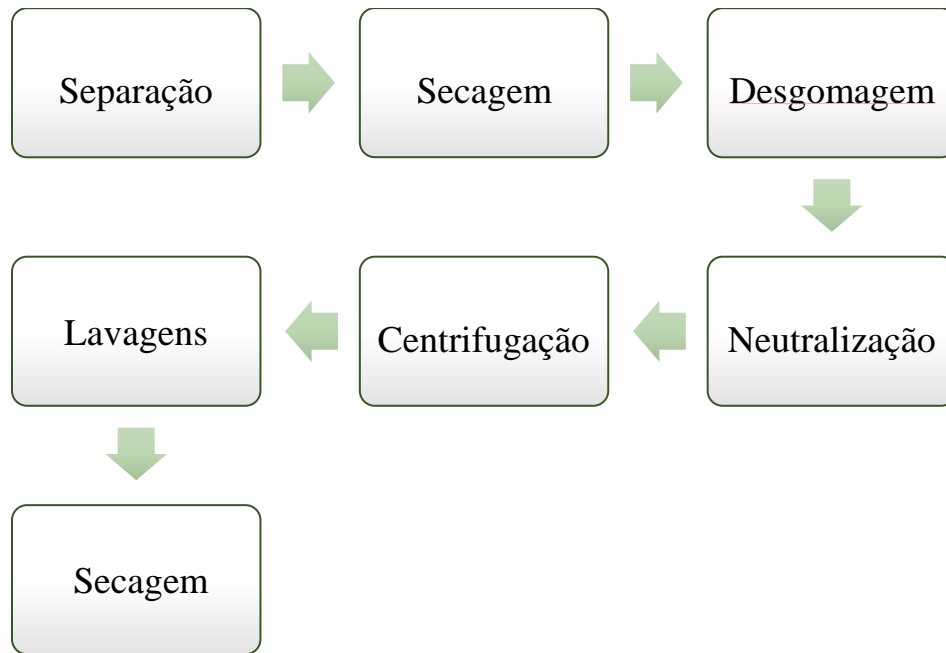 Separação
Secagem
Desgomagem
Neutralização
Centrifugação
Lavagens
Secagem